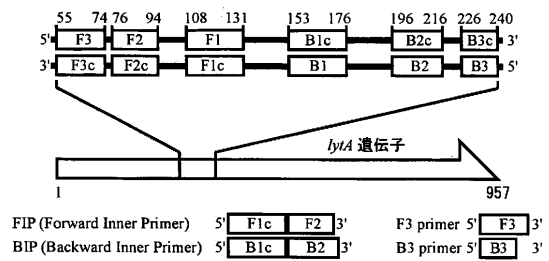 55 74 76 94 108 131 153 176 196 216 226 240
5' F3 F2 F1 B1c B2c B3c 3'
3' F3c F2c F1c B1 B2 B3 5'
lytA 遺伝子
1 957
FIP (Forward Inner Primer) 5' F1c F2 3' F3 primer 5' F3 3'
BIP (Backward Inner Primer) 5' B1c B2 3' B3 primer 5' B3 3'